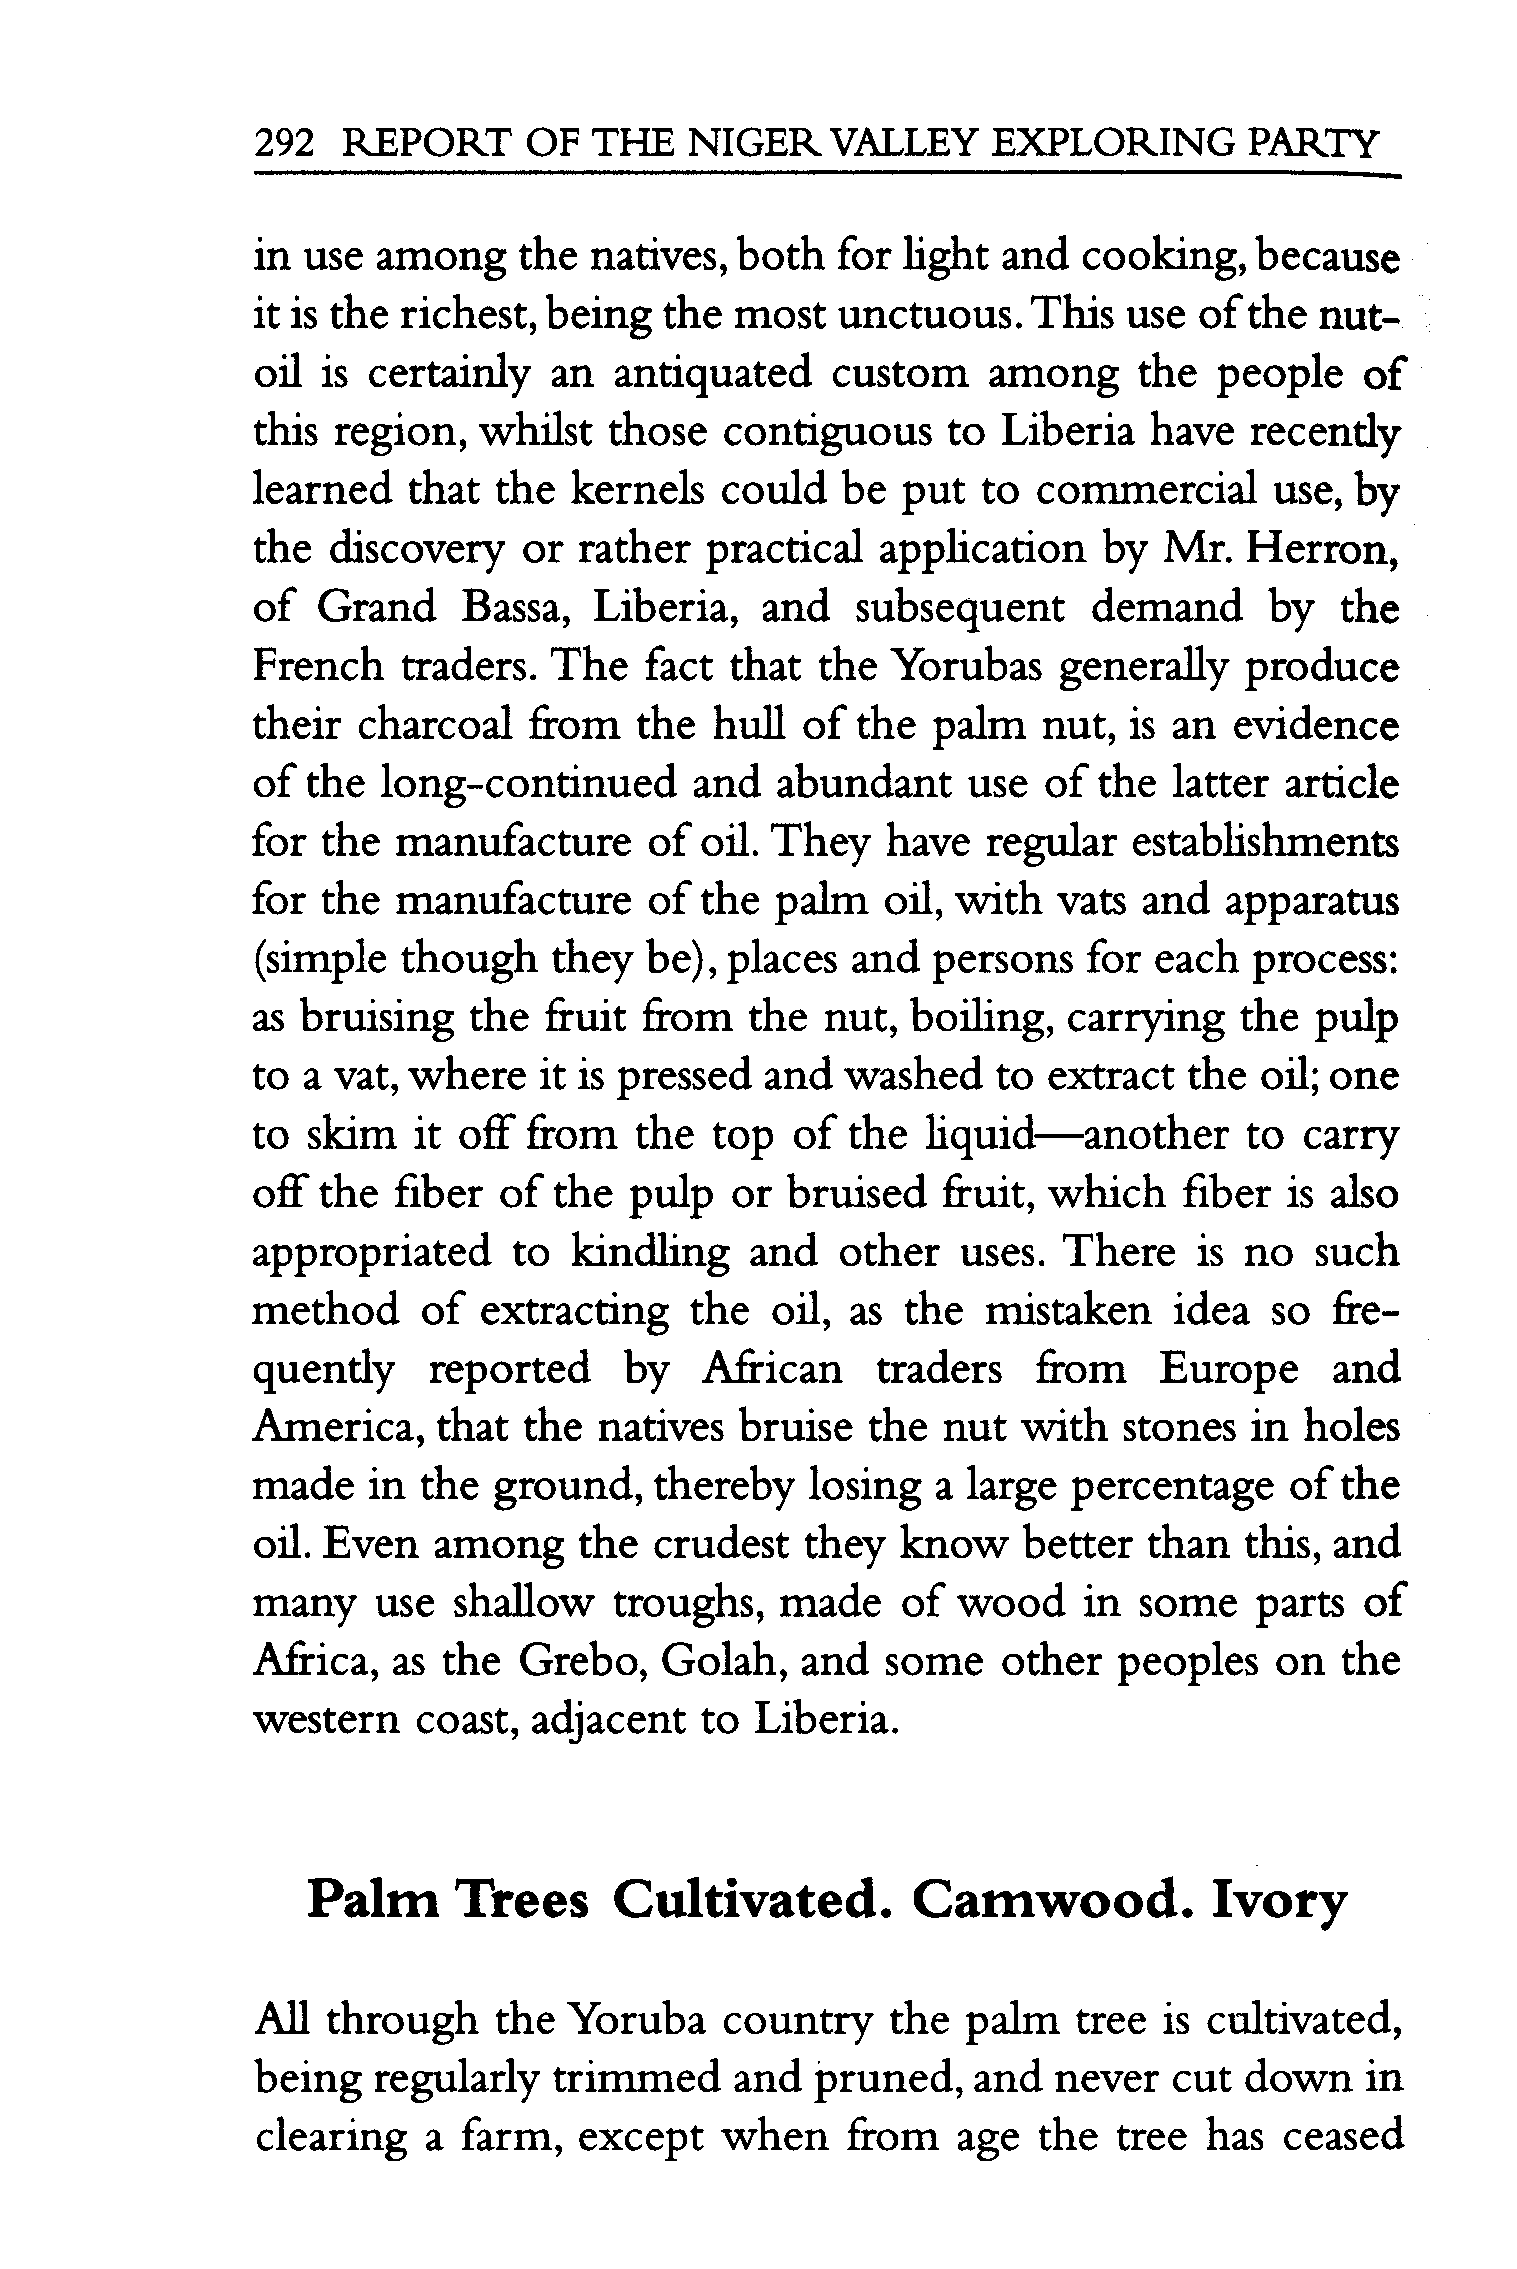 292 REPORT OF THE NIGER VALLEY EXPLORING PARTY
in use among the natives, both for light and cooking, because
it is the richest, being the most unctuous. This use of the nut-
oil is certainly an antiquated custom among the people of
this region, whilst those contiguous to Liberia have recently
learned that the kernels could be put to commercial use, by
the discovery or rather practical application by Mr. Herron,
of Grand Bassa, Liberia, and subsequent demand by the
French traders. The fact that the Yorubas generally produce
their charcoal from the hull of the palm nut, is an evidence
of the long-continued and abundant use of the latter article
for the manufacture of oil. They have regular establishments
for the manufacture of the palm oil, with vats and apparatus
(simple though they be), places and persons for each process:
as bruising the fruit from the nut, boiling, carrying the pulp
to a vat, where it is pressed and washed to extract the oil; one
to skim it off from the top of the liquid—another to carry
off the fiber of the pulp or bruised fruit, which fiber is also
appropriated to kindling and other uses. There is no such
method of extracting the oil, as the mistaken idea so fre-
quently reported by African traders from Europe and
America, that the natives bruise the nut with stones in holes
made in the ground, thereby losing a large percentage of the
oil. Even among the crudest they know better than this, and
many use shallow troughs, made of wood in some parts of
Africa, as the Grebo, Golah, and some other peoples on the
western coast, adjacent to Liberia.
Palm Trees Cultivated. Camwood. Ivory
All through the Yoruba country the palm tree is cultivated,
being regularly trimmed and pruned, and never cut down in
clearing a farm, except when from age the tree has ceased